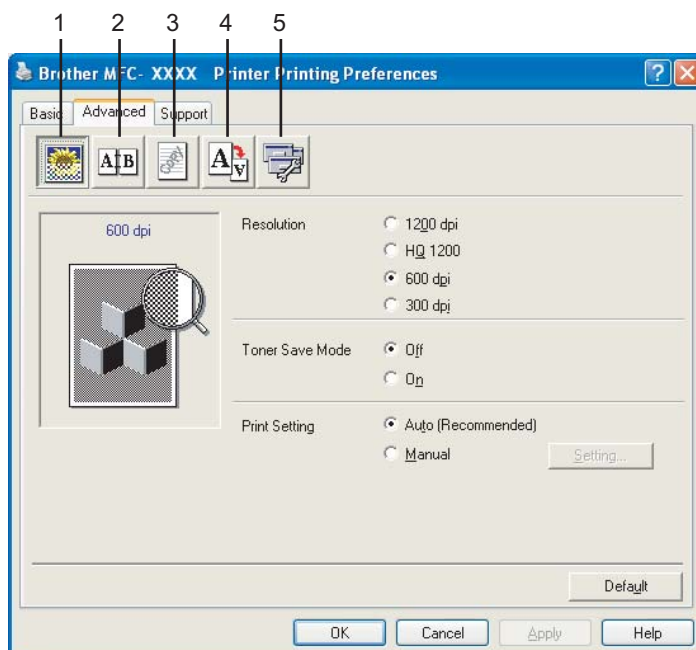 1 2 3 4 5
Brother MFC- XXXX Printer Printing Preferences
Basic Advanced Support
A B COPY A A
600 dpi
Resolution
1200 dpi
HQ 1200
600 dpi
300 dpi
Toner Save Mode
Off
On
Print Setting
Auto (Recommended)
Manual
Setting...
Default
OK Cancel Apply Help